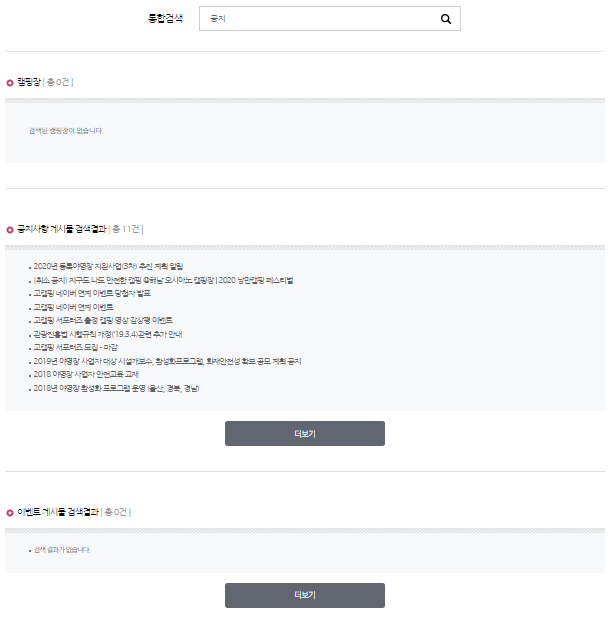 통합검색 공지
캠핑장 | 총 0건 |
검색된 캠핑장이 없습니다.
공지사항 게시물 검색결과 | 총 11건 |
2020년 등록야영장 지원사업(3차) 추진 계획 알림
[취소 공지] 지구도 나도 안전한 캠핑 @해남 오시아노 캠핑장 | 2020 낭만캠핑 페스티벌
고캠핑 네이버 연계 이벤트 당첨자 발표
고캠핑 네이버 연계 이벤트
고캠핑 서포터즈 출정 캠핑 영상 감상평 이벤트
관광진흥법 시행규칙 개정('19.3.4)관련 추가 안내
고캠핑 서포터즈 모집 - 마감
2019년 야영장 사업자 대상 시설개보수, 활성화프로그램, 화재안전성 확보 공모 계획 공지
2018 야영장 사업자 안전교육 교재
2018년 야영장 활성화 프로그램 운영 (울산, 경북, 경남)
더보기
이벤트 게시물 검색결과 | 총 0건 |
검색 결과가 없습니다.
더보기